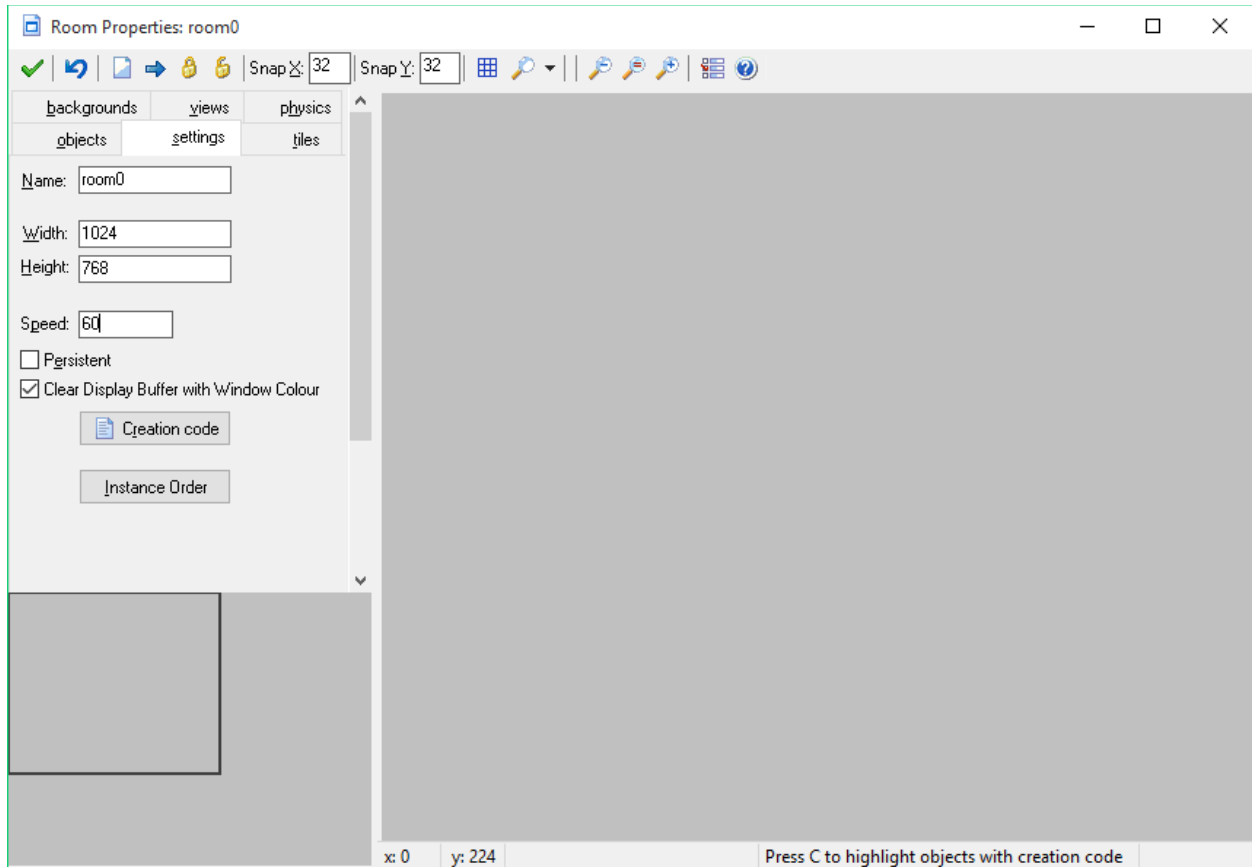 Room Properties: room0
Snap X: 32 Snap Y: 32
backgrounds views physics
objects settings tiles
Name: room0
Width: 1024
Height: 768
Speed: 60
Persistent
Clear Display Buffer with Window Colour
Creation code
Instance Order
x: 0 y: 224 Press C to highlight objects with creation code